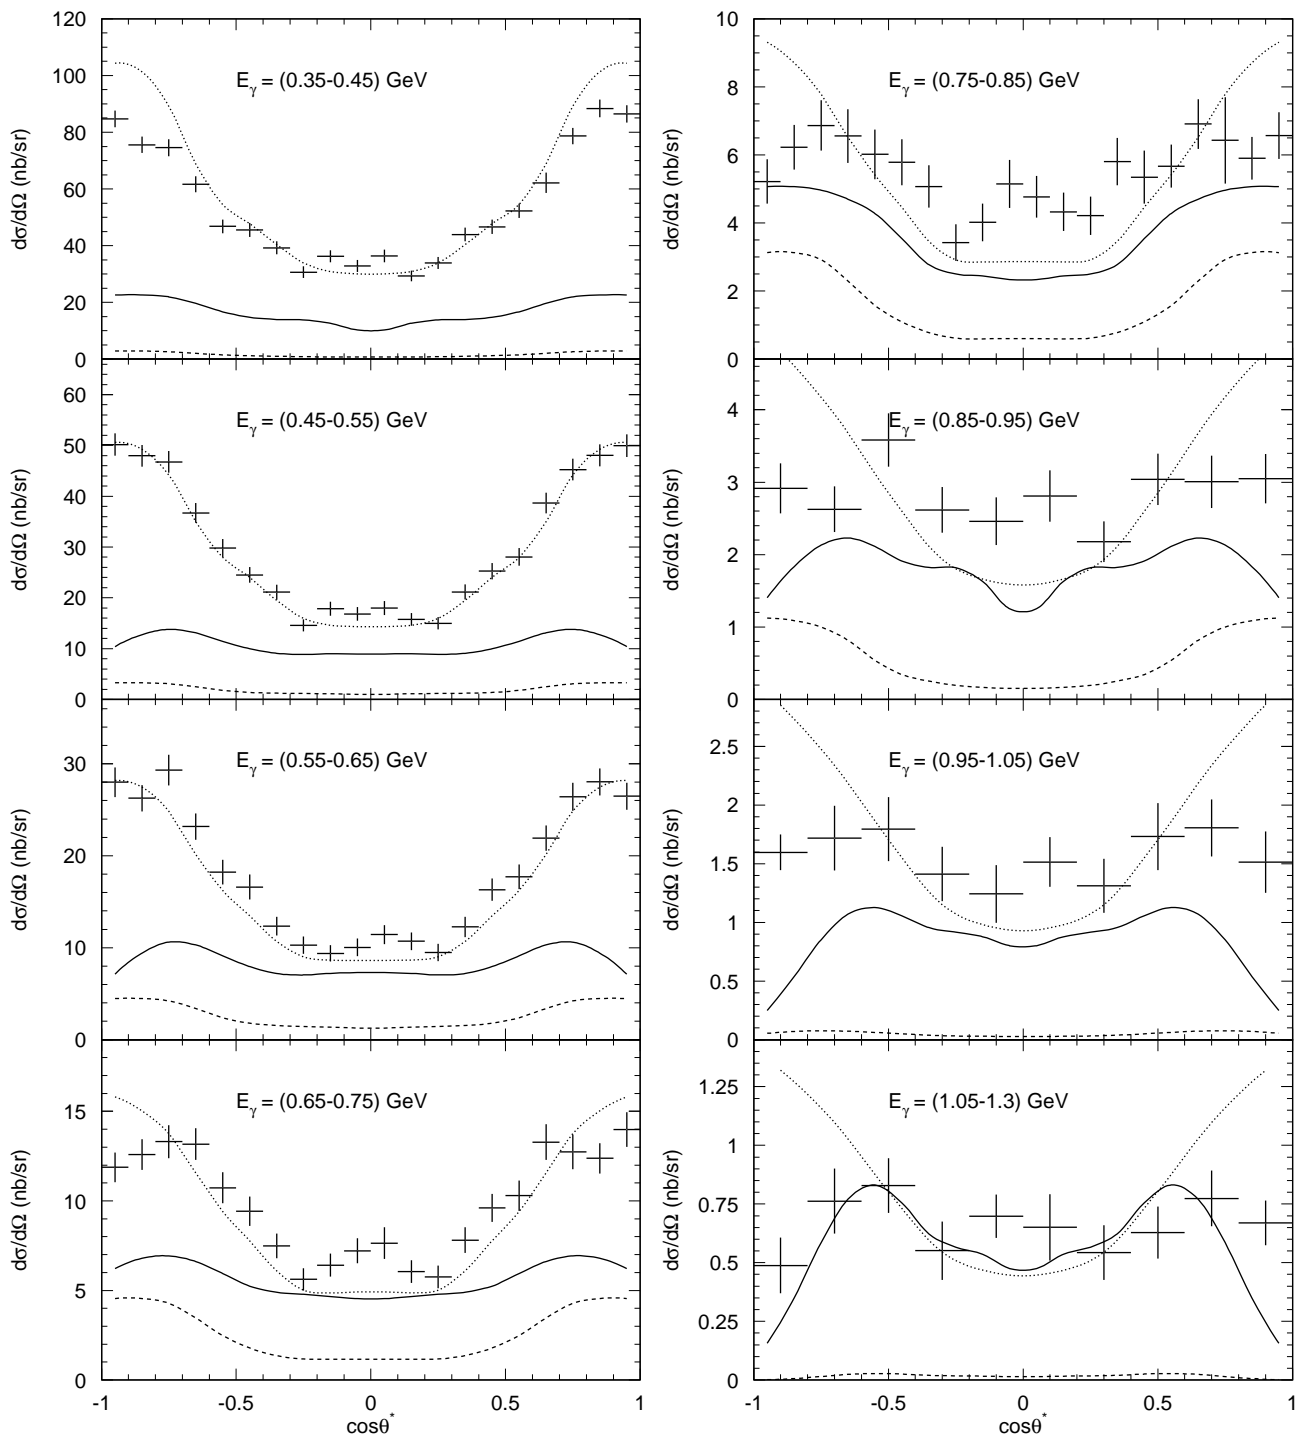 120
100
80
60
40
20
0
dσ/dΩ (nb/sr)
E_γ = (0.35-0.45) GeV
60
50
40
30
20
10
0
dσ/dΩ (nb/sr)
E_γ = (0.45-0.55) GeV
30
20
10
0
dσ/dΩ (nb/sr)
E_γ = (0.55-0.65) GeV
15
10
5
0
dσ/dΩ (nb/sr)
E_γ = (0.65-0.75) GeV
-1 -0.5 0 0.5 1
cosθ*
10
8
6
4
2
0
dσ/dΩ (nb/sr)
E_γ = (0.75-0.85) GeV
4
3
2
1
0
dσ/dΩ (nb/sr)
E_γ = (0.85-0.95) GeV
2.5
2
1.5
1
0.5
0
dσ/dΩ (nb/sr)
E_γ = (0.95-1.05) GeV
1.25
1
0.75
0.5
0.25
0
dσ/dΩ (nb/sr)
E_γ = (1.05-1.3) GeV
-1 -0.5 0 0.5 1
cosθ*